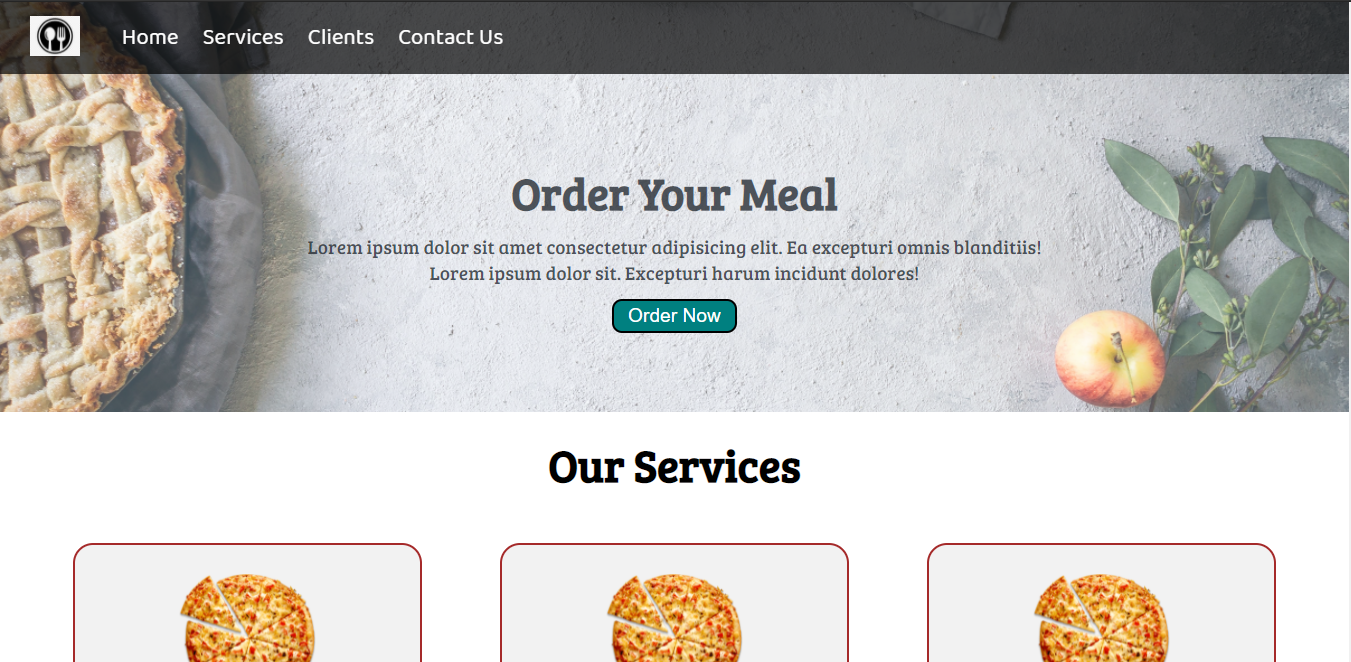 Home Services Clients Contact Us
Order Your Meal
Lorem ipsum dolor sit amet consectetur adipisicing elit. Ea excepturi omnis blanditiis!
Lorem ipsum dolor sit. Excepturi harum incidunt dolores!
Order Now
Our Services